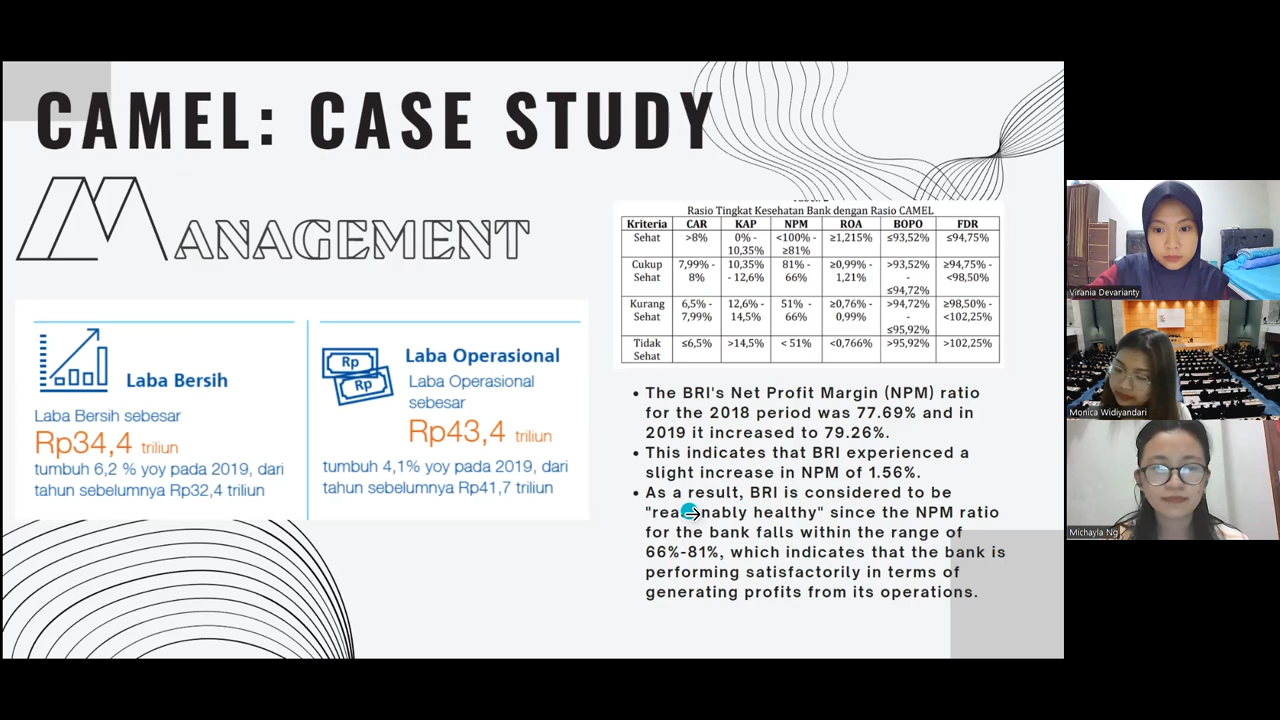 CAMEL: CASE STUDY
MANAGEMENT
Laba Bersih
Laba Bersih sebesar
Rp34,4 triliun
tumbuh 6,2 % yoy pada 2019, dari
tahun sebelumnya Rp32,4 triliun
Rp
Rp
Laba Operasional
Laba Operasional
sebesar
Rp43,4 triliun
tumbuh 4,1% yoy pada 2019, dari
tahun sebelumnya Rp41,7 triliun
Rasio Tingkat Kesehatan Bank dengan Rasio CAMEL
Kriteria CAR KAP NPM ROA BOPO FDR
Sehat >8% 0% - <100% - ≥1,215% ≤93,52% ≤94,75%
10,35% ≥81%
Cukup 7,99% - 10,35% 81% - ≥0,99% - >93,52% ≥94,75% -
Sehat 8% - 12,6% 66% 1,21% - <98,50%
≤94,72%
Kurang 6,5% - 12,6% - 51% - ≥0,76% - >94,72% ≥98,50% -
Sehat 7,99% 14,5% 66% 0,99% - <102,25%
≤95,92%
Tidak ≤6,5% >14,5% < 51% <0,766% >95,92% >102,25%
Sehat
• The BRI's Net Profit Margin (NPM) ratio
for the 2018 period was 77.69% and in
2019 it increased to 79.26%.
• This indicates that BRI experienced a
slight increase in NPM of 1.56%.
• As a result, BRI is considered to be
"reasonably healthy" since the NPM ratio
for the bank falls within the range of
66%-81%, which indicates that the bank is
performing satisfactorily in terms of
generating profits from its operations.
Virania Devarianty
Monica Widiyandari
Michayla Ng